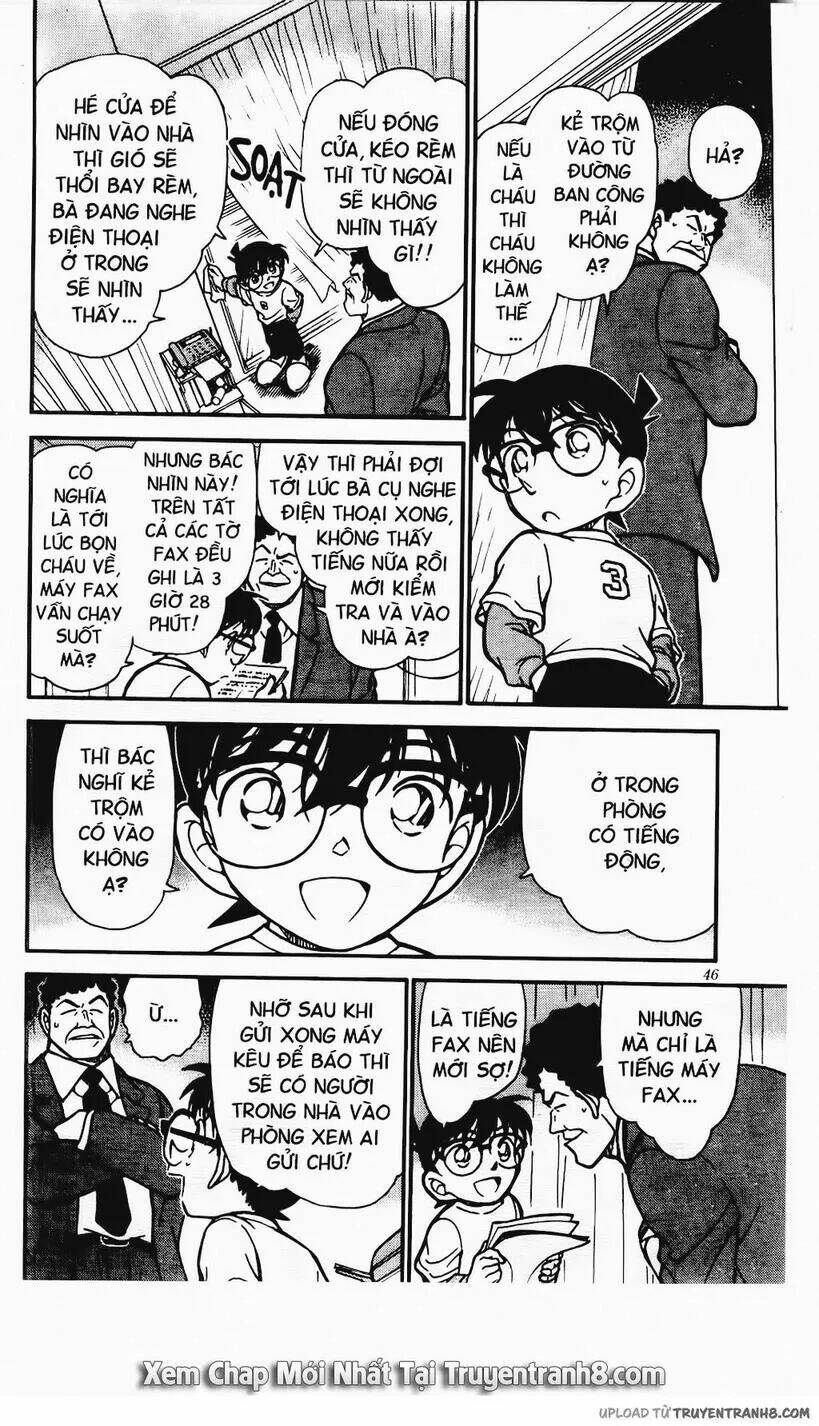 HẢ?
KẺ TRỘM
VÀO TỪ
ĐƯỜNG
BAN CÔNG
PHẢI
KHÔNG
Ạ?
NẾU
LÀ
CHÁU
THÌ
CHÁU
KHÔNG
LÀM
THẾ
...
NẾU ĐÓNG
CỬA, KÉO RÈM
THÌ TỪ NGOÀI
SẼ KHÔNG
NHÌN THẤY
GÌ!!
SOẠT
HÉ CỬA ĐỂ
NHÌN VÀO NHÀ
THÌ GIÓ SẼ
THỔI BAY RÈM,
BÀ ĐANG NGHE
ĐIỆN THOẠI
Ở TRONG
SẼ NHÌN
THẤY...
3
VẬY THÌ PHẢI ĐỢI
TỚI LÚC BÀ CỤ NGHE
ĐIỆN THOẠI XONG,
KHÔNG THẤY
TIẾNG NỮA RỒI
MỚI KIỂM
TRA VÀ VÀO
NHÀ À?
NHƯNG BÁC
NHÌN NÀY!
TRÊN TẤT
CẢ CÁC TỜ
FAX ĐỀU
GHI LÀ 3
GIỜ 28
PHÚT!
CÓ
NGHĨA
LÀ TỚI
LÚC BỌN
CHÁU VỀ,
MÁY FAX
VẪN CHẠY
SUỐT
MÀ?
Ở TRONG
PHÒNG
CÓ TIẾNG
ĐỘNG,
THÌ BÁC
NGHĨ KẺ
TRỘM
CÓ VÀO
KHÔNG
Ạ?
46
NHƯNG
MÀ CHỈ LÀ
TIẾNG MÁY
FAX...
LÀ TIẾNG
FAX NÊN
MỚI SỢ!
NHỠ SAU KHI
GỬI XONG MÁY
KÊU ĐỂ BÁO THÌ
SẼ CÓ NGƯỜI
TRONG NHÀ VÀO
PHÒNG XEM AI
GỬI CHỨ!
Ừ...
Xem Chap Mới Nhất Tại Truyentranh8.com
UPLOAD TỪ TRUYENTRANH8.COM